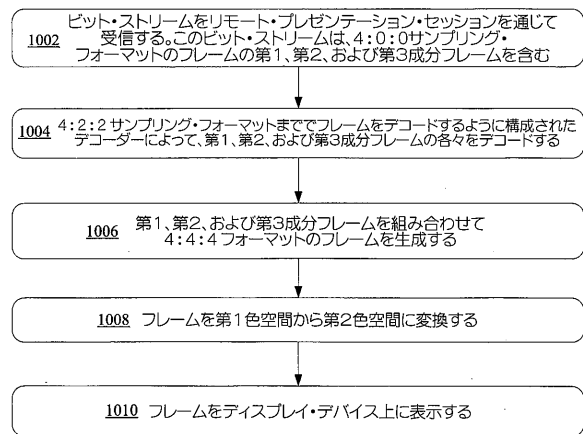 1002 ビット・ストリームをリモート・プレゼンテーション・セッションを通じて
受信する。このビット・ストリームは、4:0:0サンプリング・
フォーマットのフレームの第1、第2、および第3成分フレームを含む
1004 4:2:2サンプリング・フォーマットまででフレームをデコードするように構成された
デコーダーによって、第1、第2、および第3成分フレームの各々をデコードする
1006 第1、第2、および第3成分フレームを組み合わせて
4:4:4フォーマットのフレームを生成する
1008 フレームを第1色空間から第2色空間に変換する
1010 フレームをディスプレイ・デバイス上に表示する